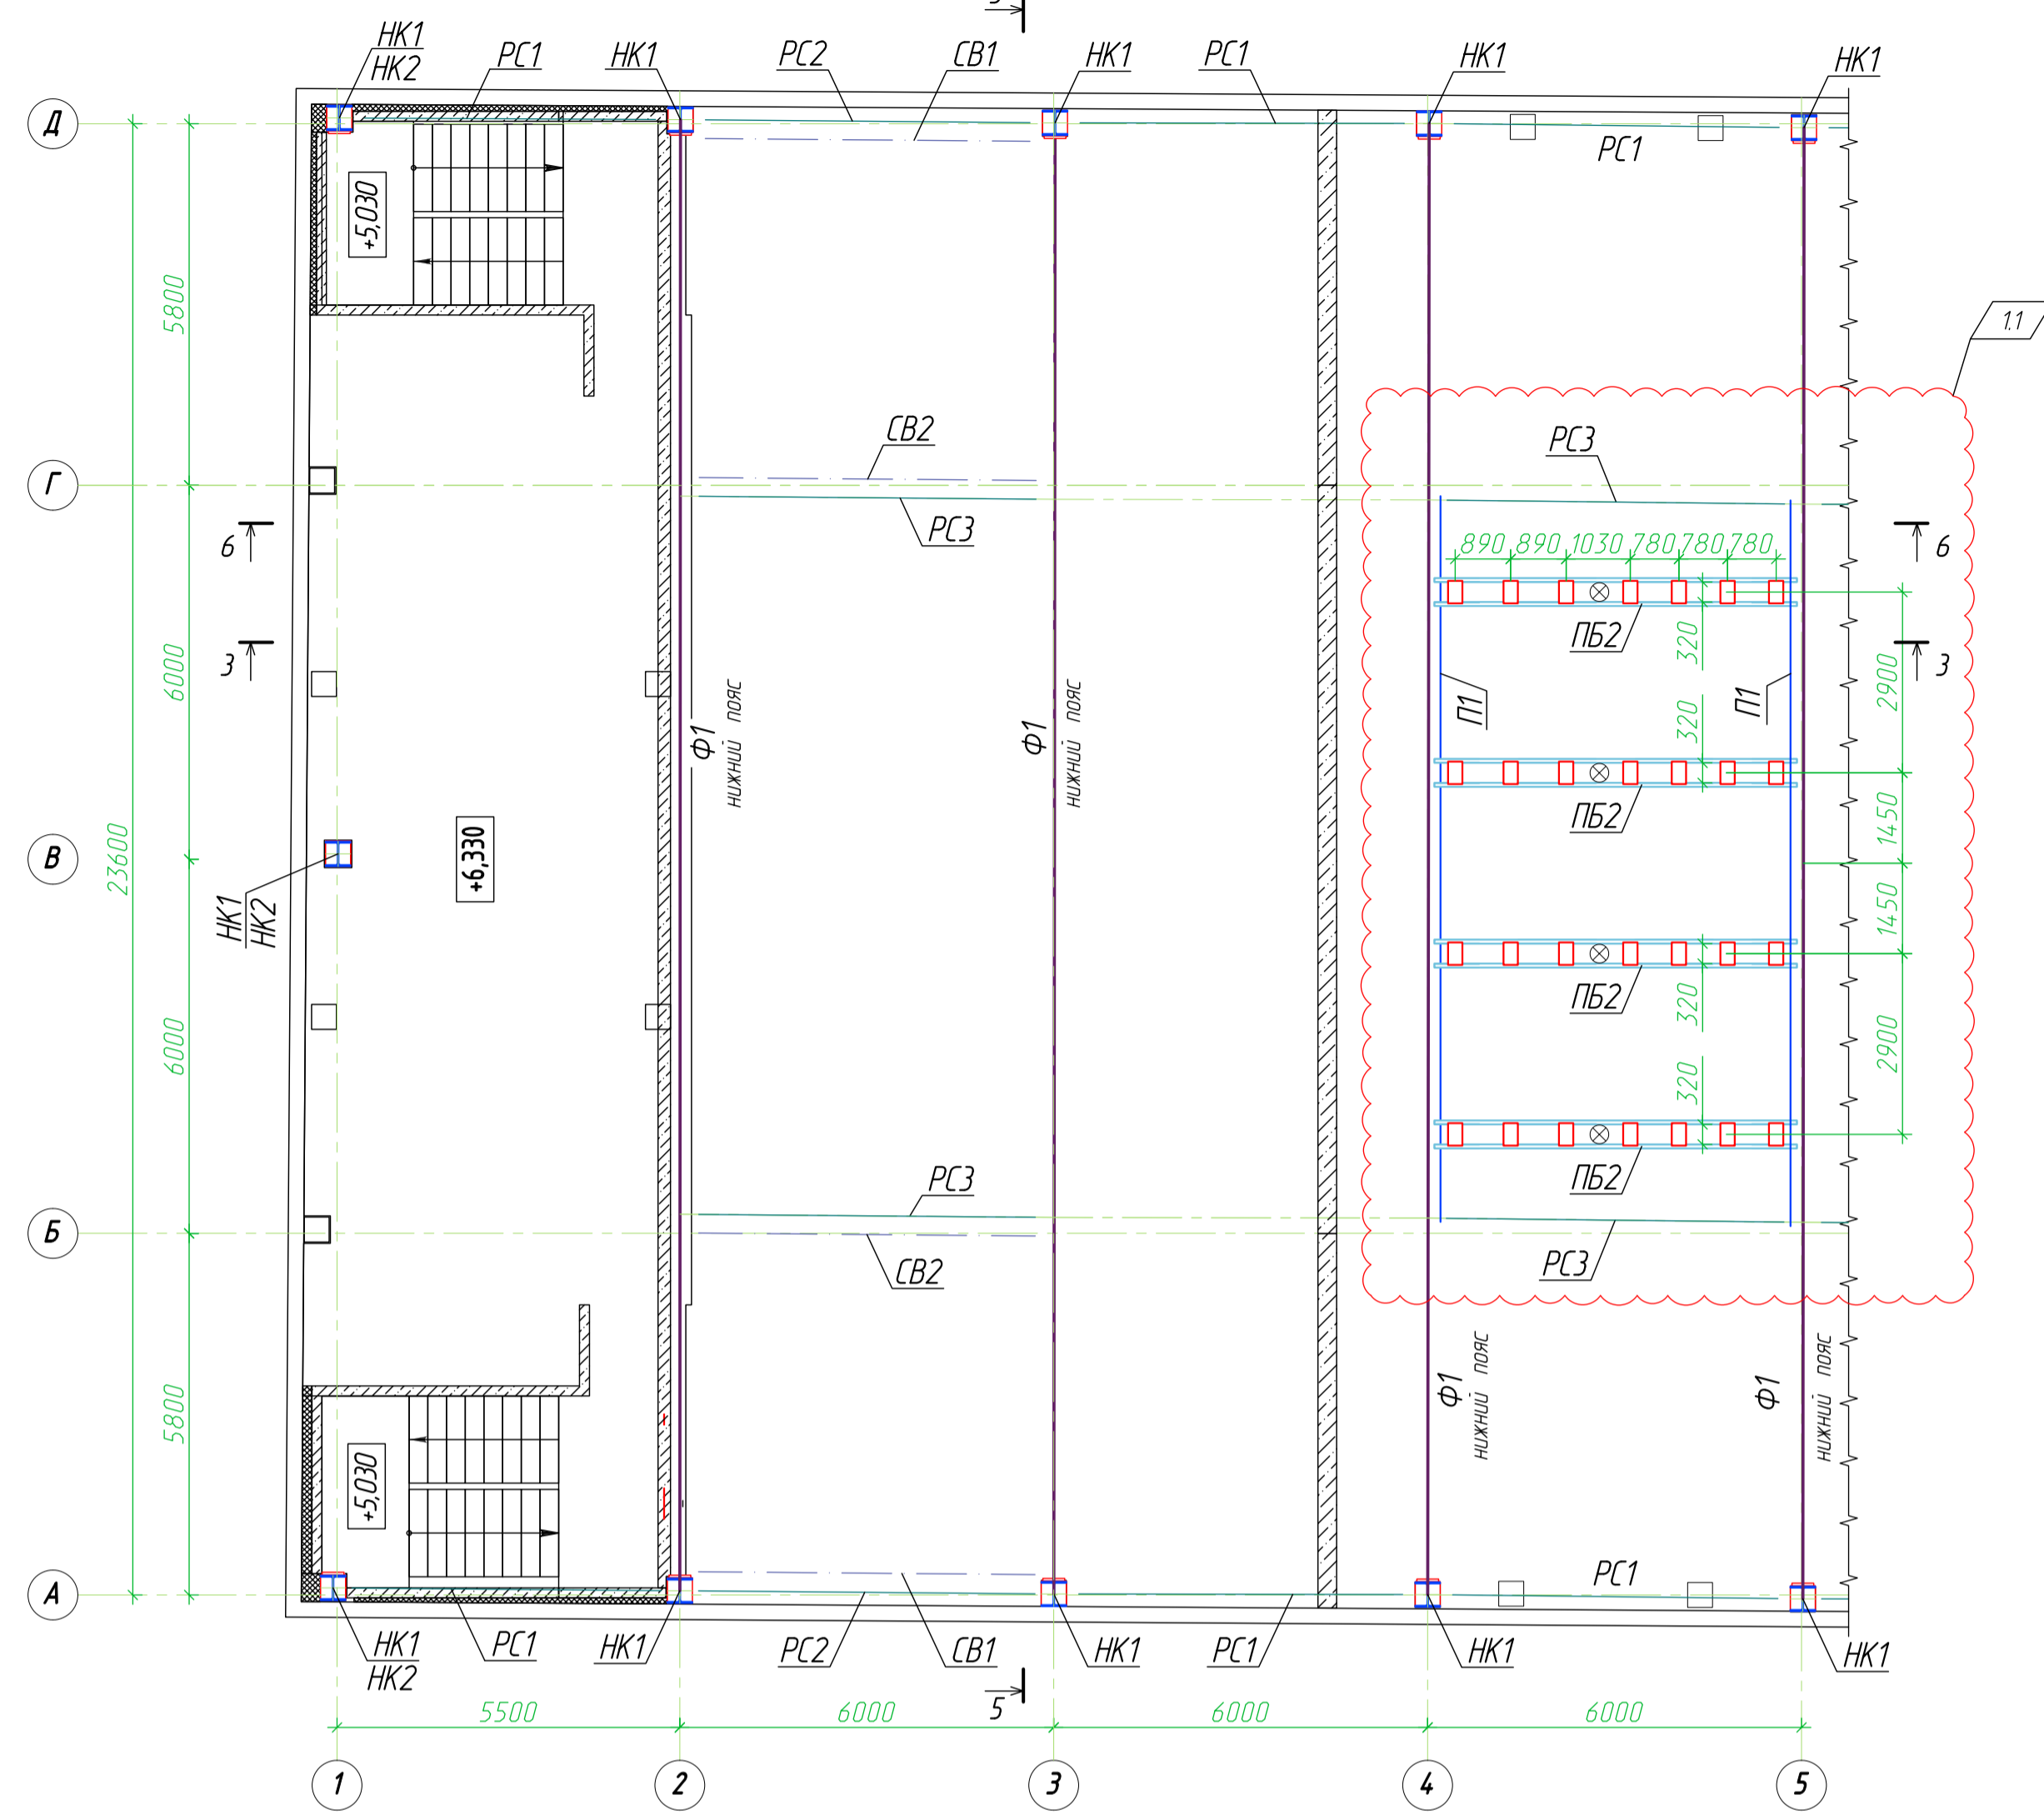 НК1
НК2
РС1
НК1
РС2
СВ1
НК1
РС1
НК1
НК1
Д
РС1
+5,030
5800
1.1
СВ2
РС3
Г
РС3
6
890 890 1030 780 780 780
6
ПБ2
320
3
3
6000
2900
П1
П1
Ф1
нижний пояс
Ф1
нижний пояс
320
ПБ2
1450
23600
+6,330
В
НК1
НК2
1450
ПБ2
320
6000
2900
320
РС3
ПБ2
Б
РС3
СВ2
Ф1
нижний пояс
Ф1
нижний пояс
5800
+5,030
А
РС1
НК1
НК2
РС1
НК1
РС2
СВ1
НК1
РС1
НК1
НК1
5
5500
6000
6000
6000
1
2
3
4
5